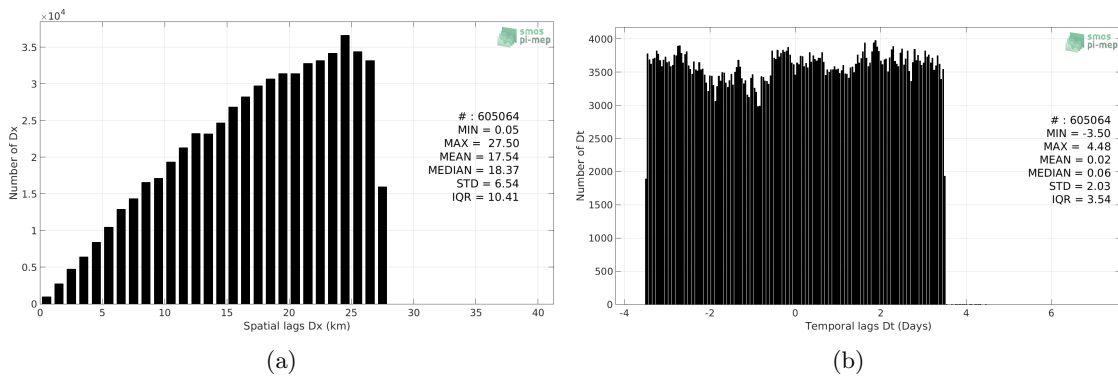 ×10⁴
3.5
3
2.5
2
1.5
1
0.5
0
0 5 10 15 20 25 30 35 40
Number of Dx
Spatial lags Dx (km)
smos
pi-mep
# : 605064
MIN = 0.05
MAX = 27.50
MEAN = 17.54
MEDIAN = 18.37
STD = 6.54
IQR = 10.41
(a)
4000
3500
3000
2500
2000
1500
1000
500
0
-4 -2 0 2 4 6
Number of Dt
Temporal lags Dt (Days)
smos
pi-mep
# : 605064
MIN = -3.50
MAX = 4.48
MEAN = 0.02
MEDIAN = 0.06
STD = 2.03
IQR = 3.54
(b)